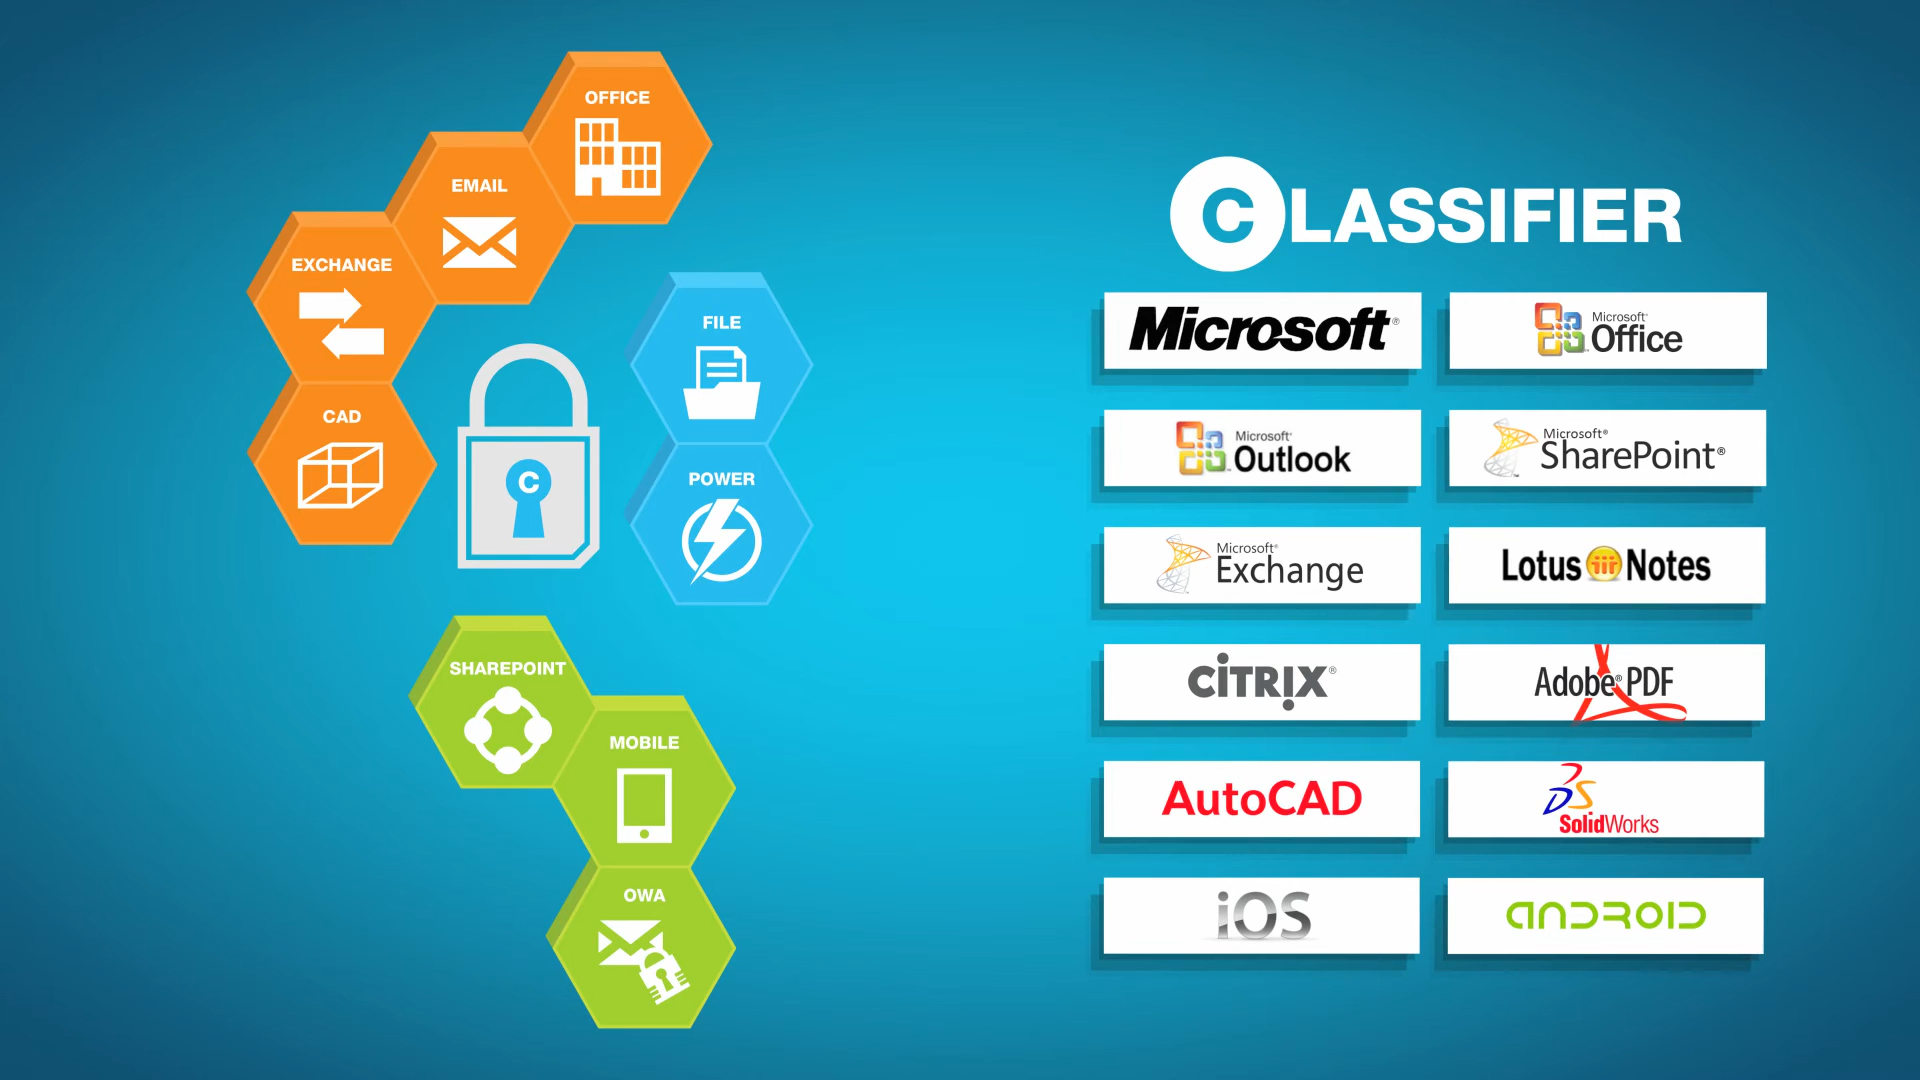 OFFICE
EMAIL
EXCHANGE
CAD
C
FILE
POWER
SHAREPOINT
MOBILE
OWA
CLASSIFIER
Microsoft®
Microsoft®
Office
Microsoft®
Outlook
Microsoft®
SharePoint®
Microsoft®
Exchange
Lotus Notes
CiTRIX®
Adobe® PDF
AutoCAD
DS
SolidWorks
iOS
ANDROID